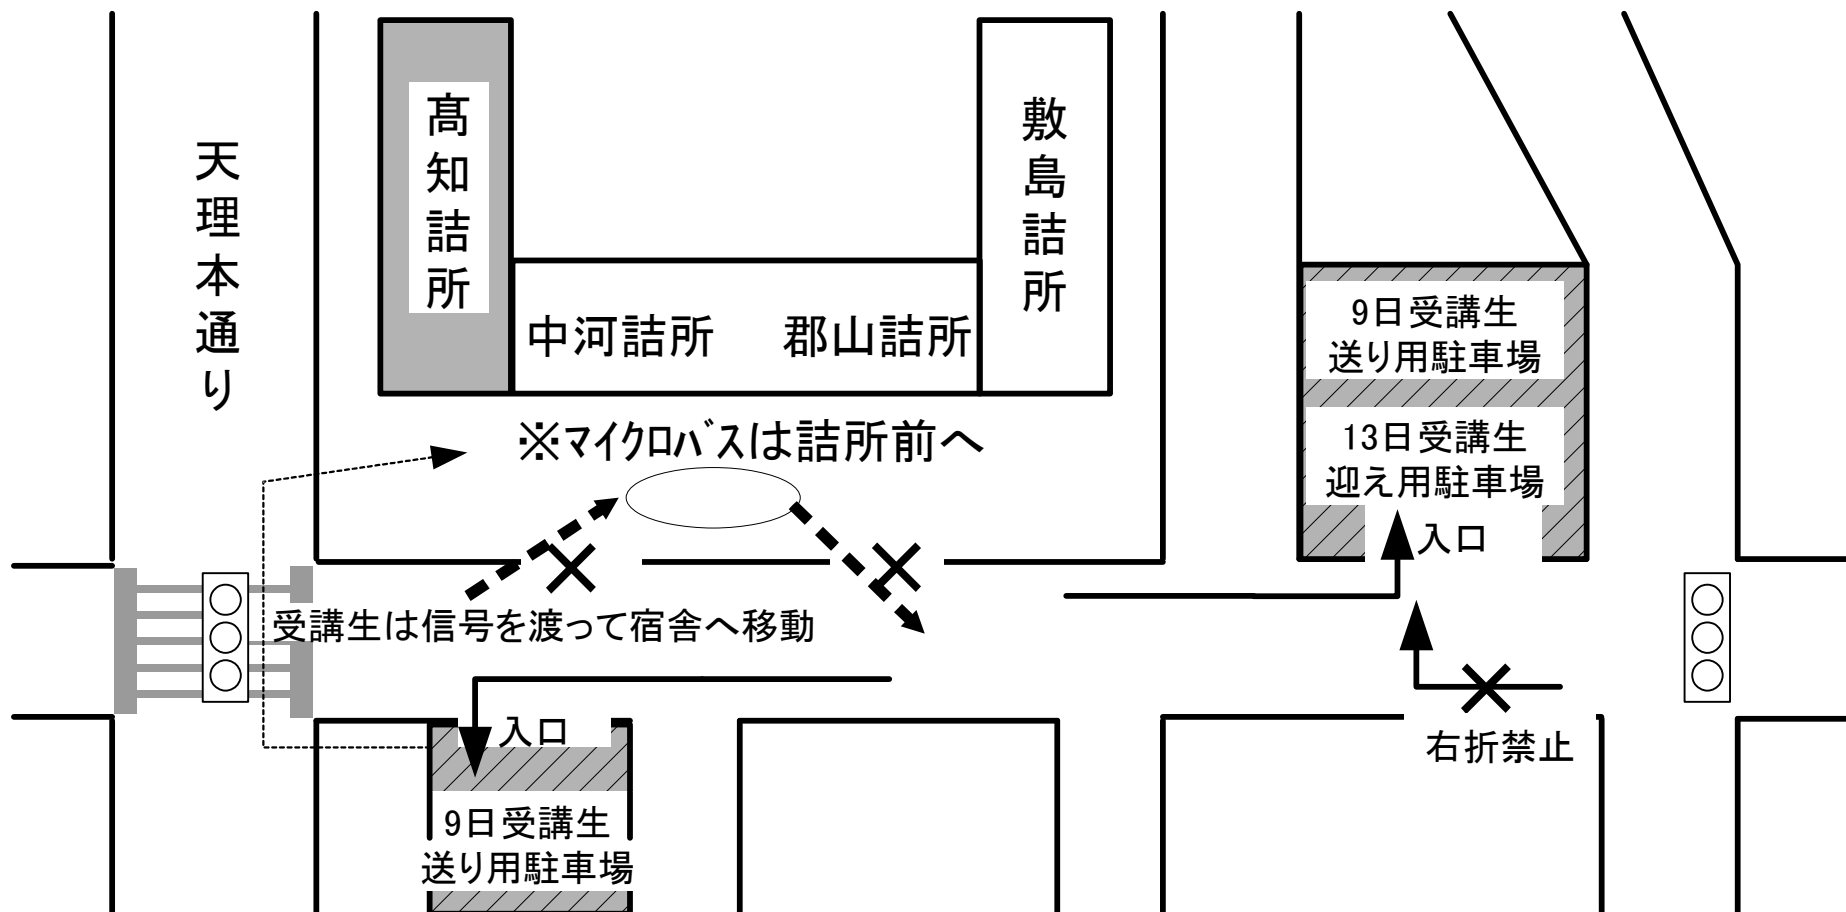 天理本通り
髙知詰所
中河詰所
郡山詰所
敷島詰所
※マイクロバスは詰所前へ
9日受講生
送り用駐車場
13日受講生
迎え用駐車場
入口
受講生は信号を渡って宿舎へ移動
入口
右折禁止
9日受講生
送り用駐車場